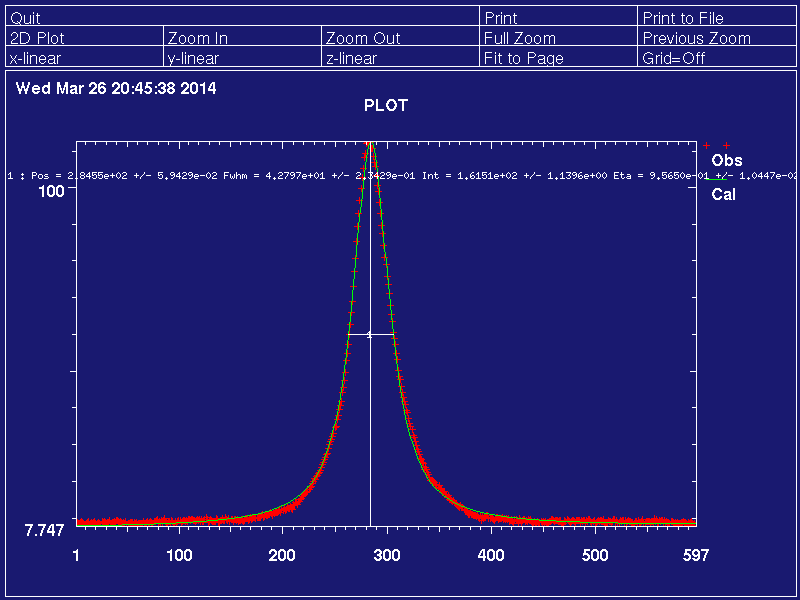 Quit Print Print to File
2D Plot Zoom In Zoom Out Full Zoom Previous Zoom
x-linear y-linear z-linear Fit to Page Grid=Off
Wed Mar 26 20:45:38 2014
PLOT
Obs
1 : Pos = 2.8455e+02 +/- 5.9429e-02 Fwhm = 4.2797e+01 +/- 2.3429e-01 Int = 1.6151e+02 +/- 1.1396e+00 Eta = 9.5650e-01 +/- 1.0447e-02
100
Cal
1
7.747
1 100 200 300 400 500 597